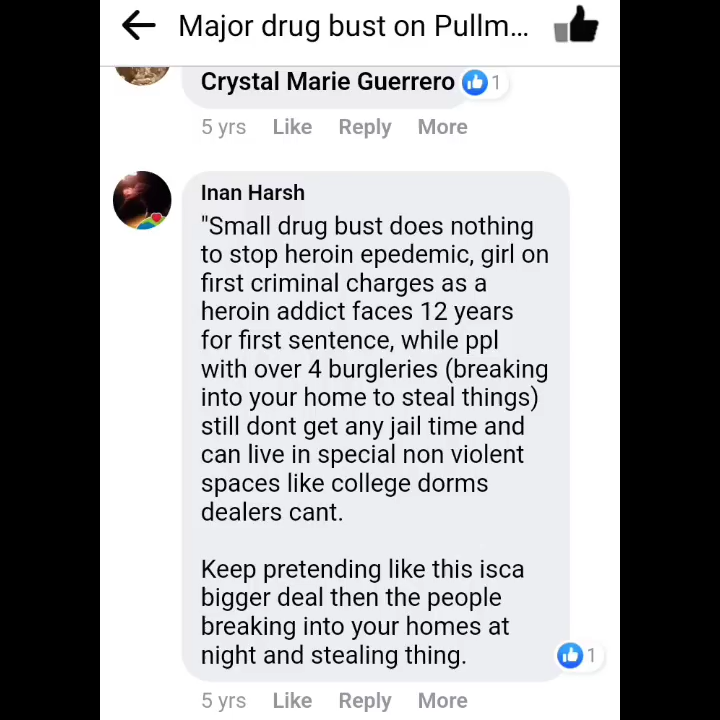 Major drug bust on Pullm...
Crystal Marie Guerrero 1
5 yrs Like Reply More
Inan Harsh
"Small drug bust does nothing
to stop heroin epedemic, girl on
first criminal charges as a
heroin addict faces 12 years
for first sentence, while ppl
with over 4 burgleries (breaking
into your home to steal things)
still dont get any jail time and
can live in special non violent
spaces like college dorms
dealers cant.
Keep pretending like this isca
bigger deal then the people
breaking into your homes at
night and stealing thing.
1
5 yrs Like Reply More